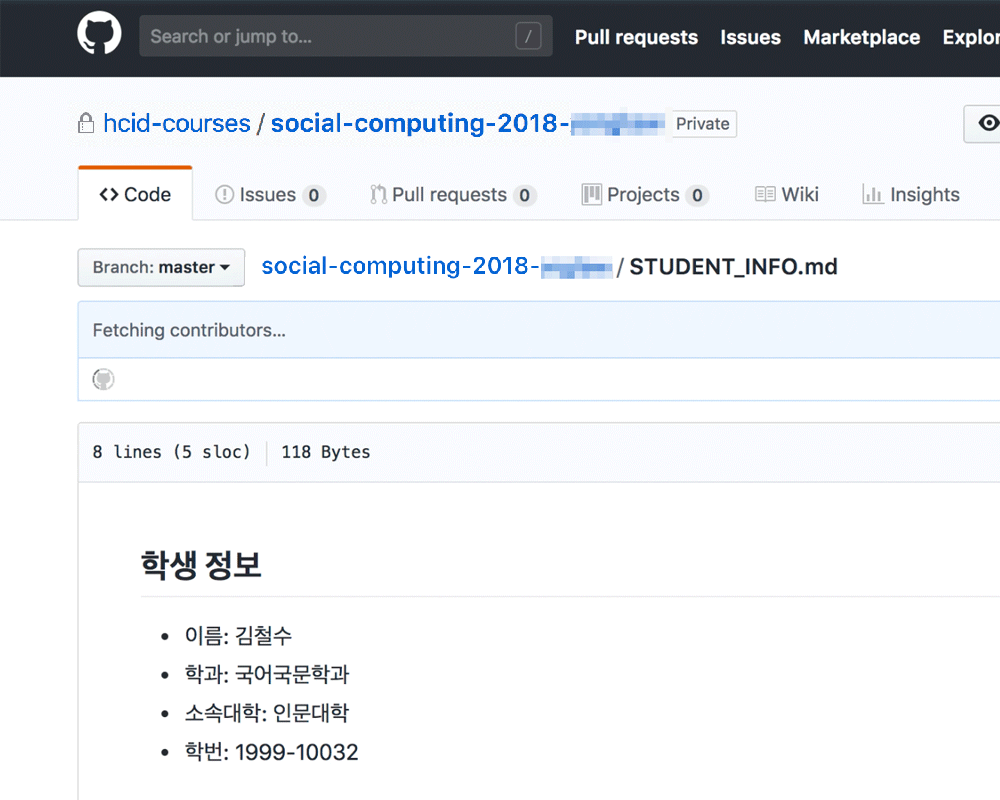 Search or jump to... / Pull requests Issues Marketplace Explor
hcid-courses / social-computing-2018- Private
Code Issues 0 Pull requests 0 Projects 0 Wiki Insights
Branch: master social-computing-2018- / STUDENT_INFO.md
Fetching contributors...
8 lines (5 sloc) 118 Bytes
학생 정보
• 이름: 김철수
• 학과: 국어국문학과
• 소속대학: 인문대학
• 학번: 1999-10032